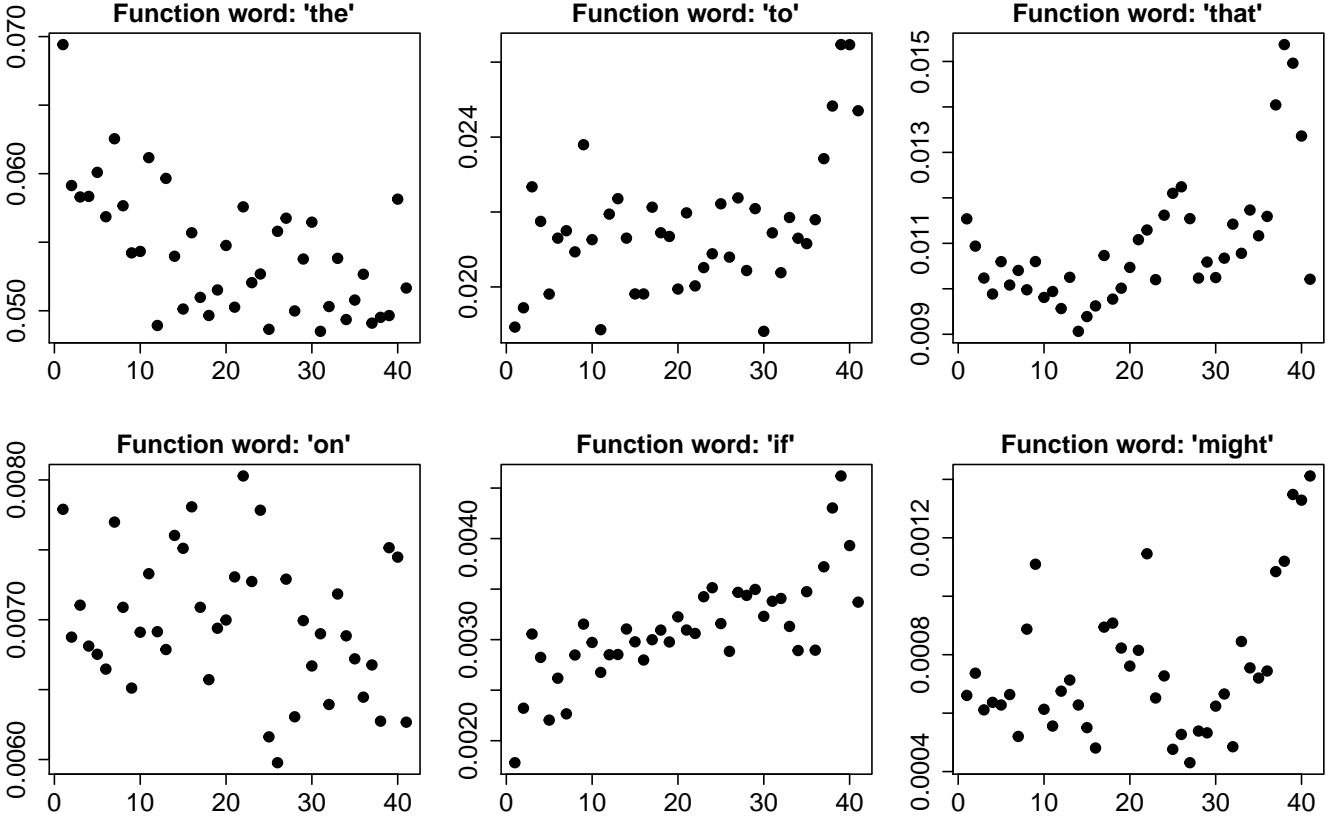 Function word: 'the'
0.050 0.060 0.070
0 10 20 30 40
Function word: 'to'
0.020 0.024
0 10 20 30 40
Function word: 'that'
0.009 0.011 0.013 0.015
0 10 20 30 40
Function word: 'on'
0.0060 0.0070 0.0080
0 10 20 30 40
Function word: 'if'
0.0020 0.0030 0.0040
0 10 20 30 40
Function word: 'might'
0.0004 0.0008 0.0012
0 10 20 30 40